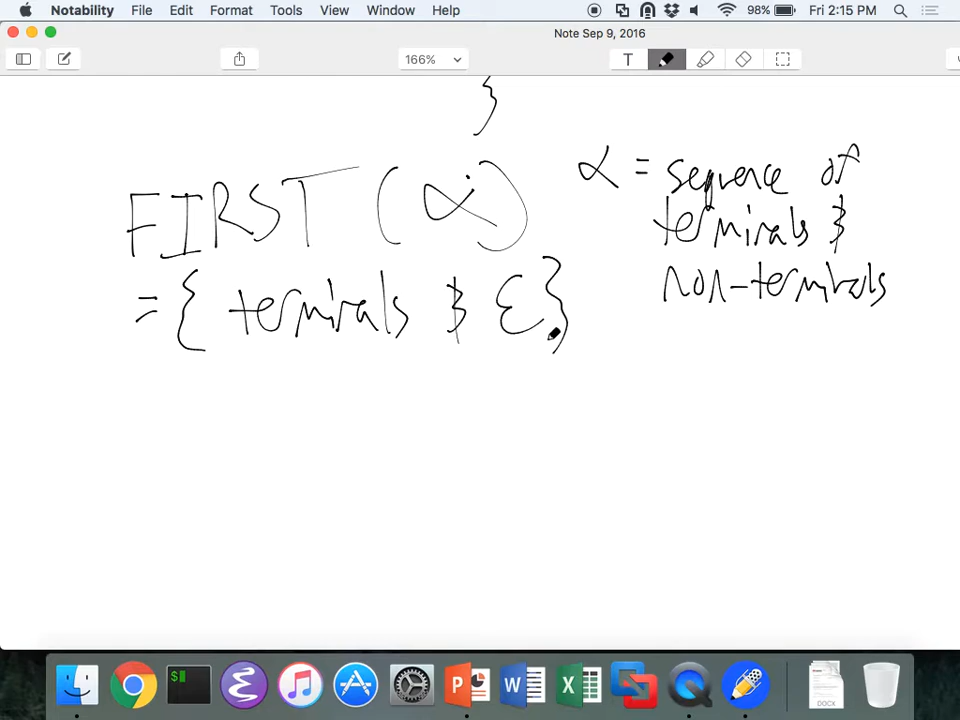 Notability File Edit Format Tools View Window Help 98% Fri 2:15 PM
Note Sep 9, 2016
166% T
}
FIRST (α) α = sequence of
terminals &
= { terminals & ε} non-terminals
$
P W X
DOCX